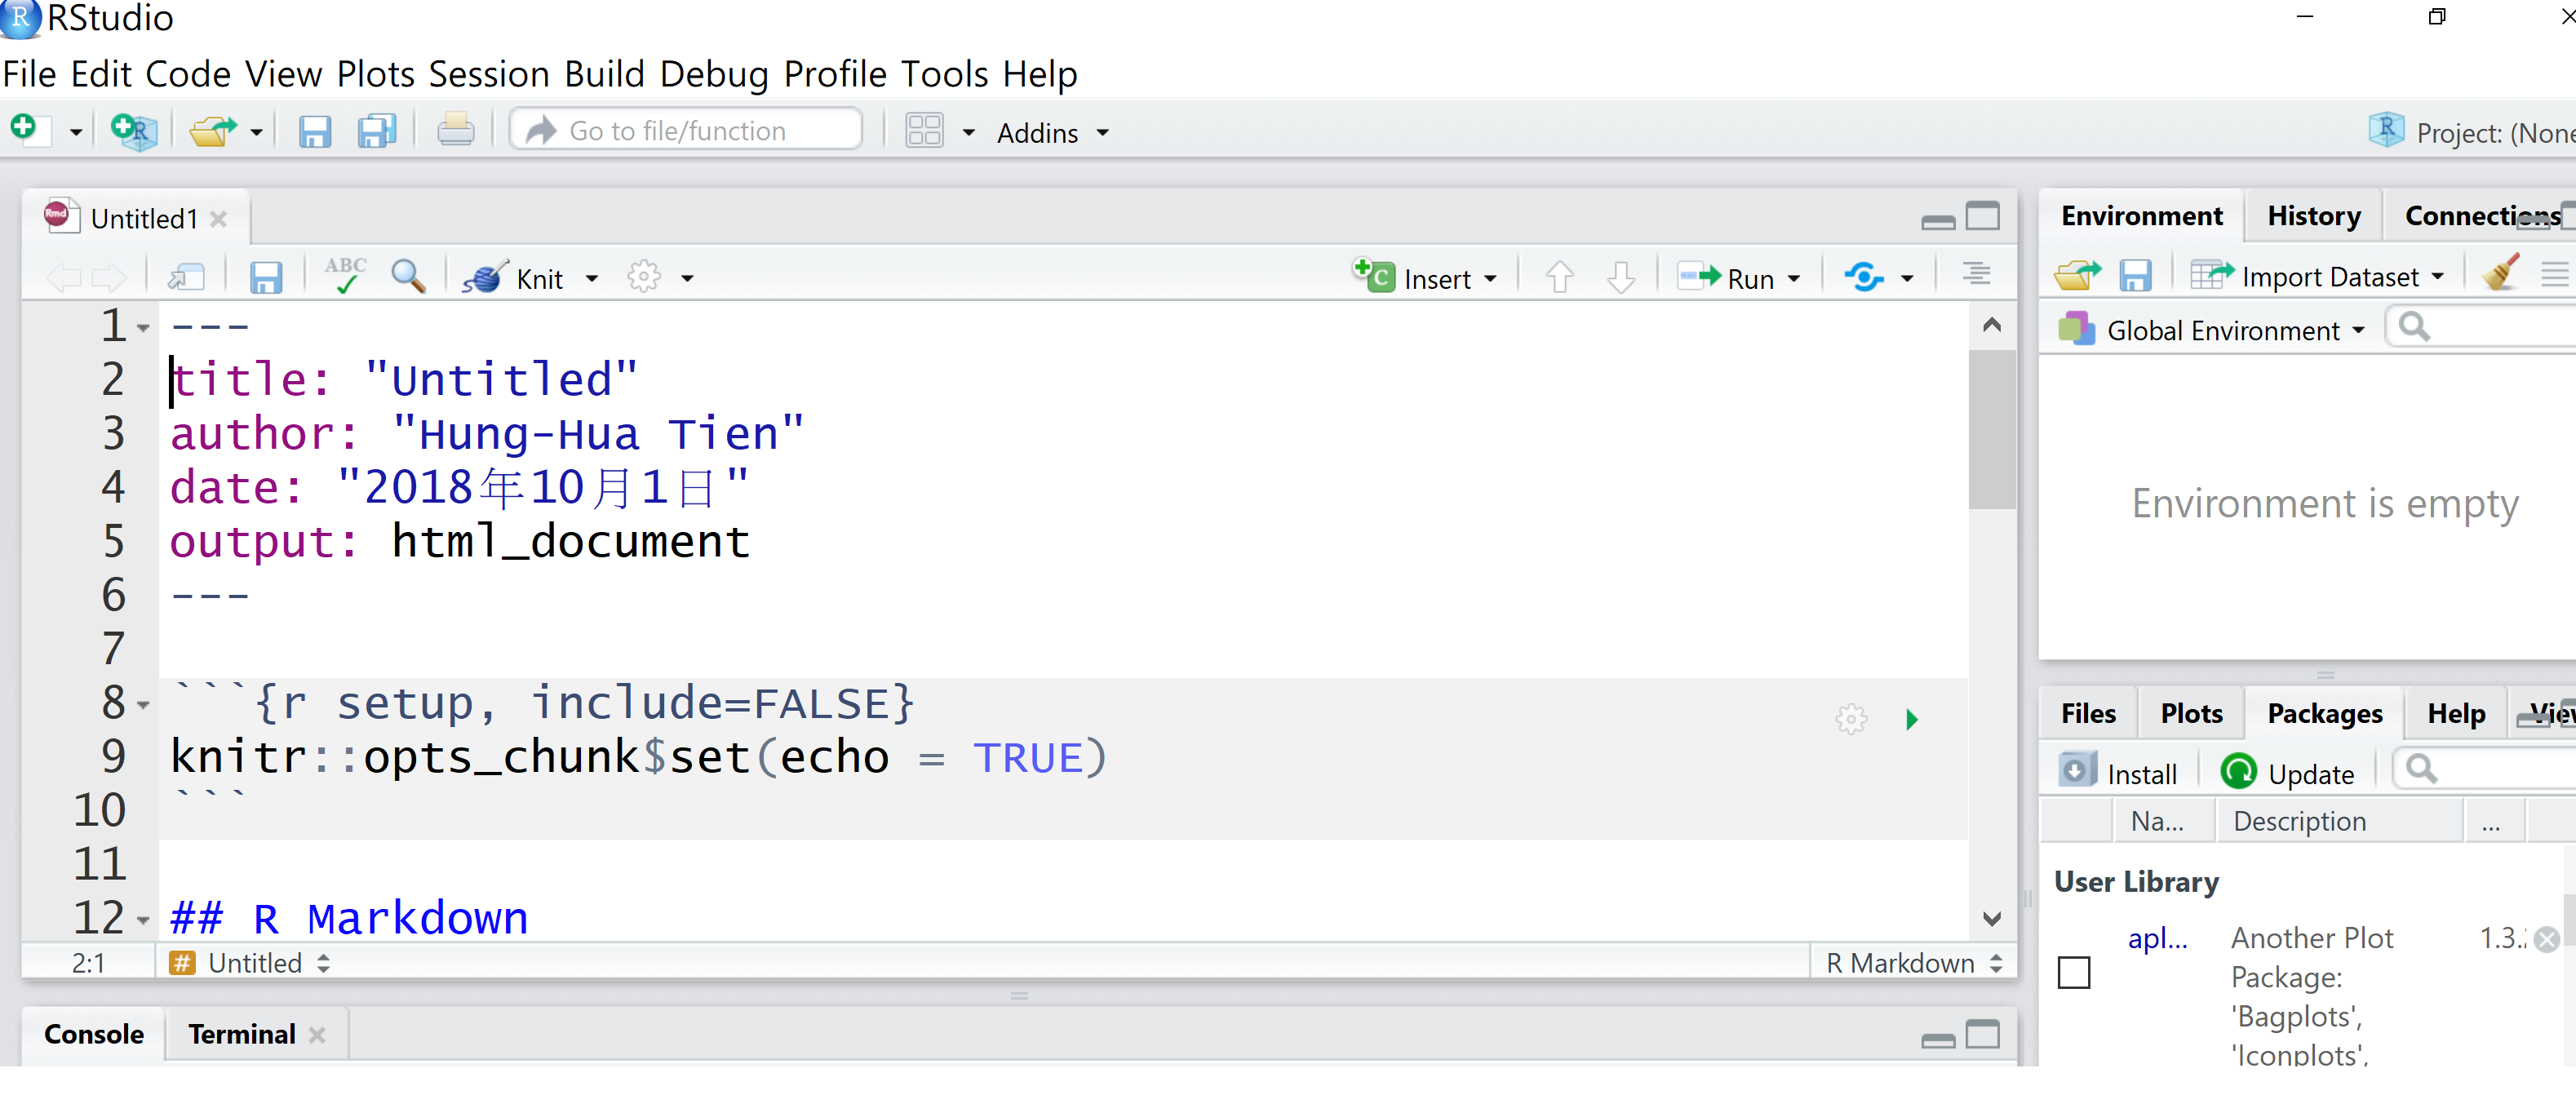 RStudio
File Edit Code View Plots Session Build Debug Profile Tools Help
Go to file/function
Addins
Project: (None
Untitled1
ABC
Knit
Insert
Run
1 ---
2 title: "Untitled"
3 author: "Hung-Hua Tien"
4 date: "2018年10月1日"
5 output: html_document
6 ---
7
8 ```{r setup, include=FALSE}
9 knitr::opts_chunk$set(echo = TRUE)
10 ```
11
12 ## R Markdown
2:1
# Untitled
R Markdown
Console Terminal
Environment History Connections
Import Dataset
Global Environment
Environment is empty
Files Plots Packages Help
Install Update
Na... Description ...
User Library
apl... Another Plot 1.3.
Package:
'Bagplots',
'Iconplots',